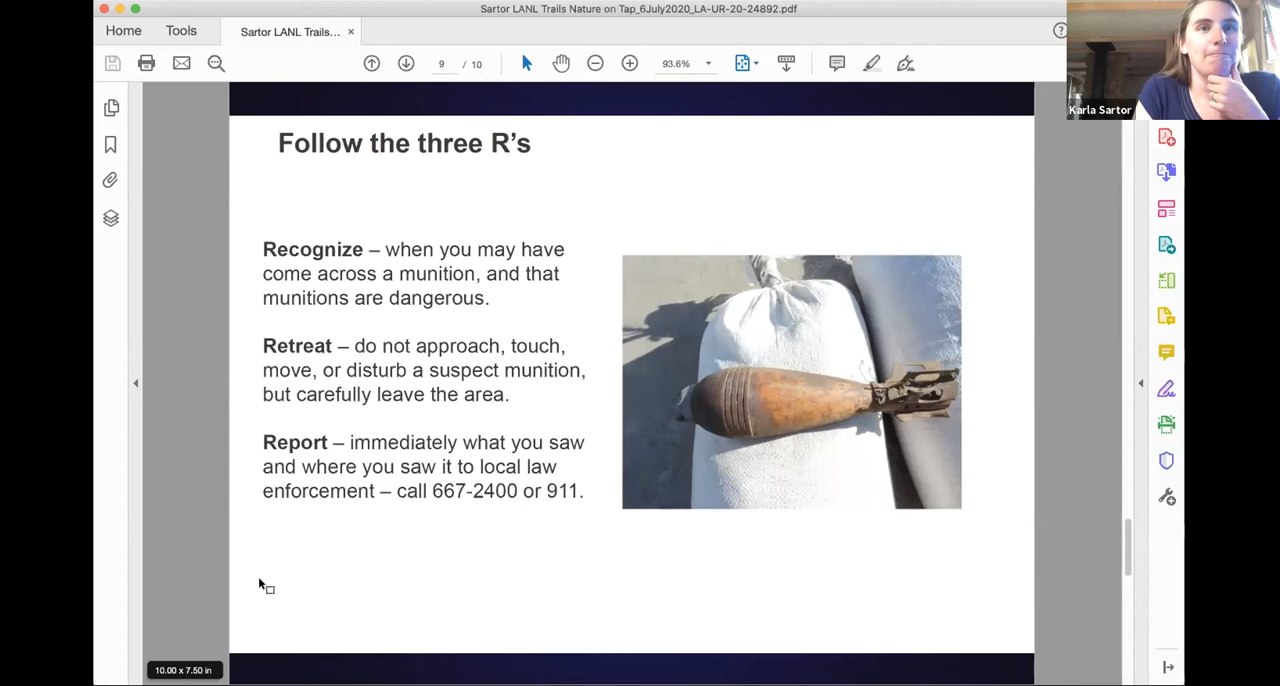 Sartor LANL Trails Nature on Tap_6July2020_LA-UR-20-24892.pdf
Home
Tools
Sartor LANL Trails... ×
9 / 10
93.6%
Karla Sartor
Follow the three R's
Recognize – when you may have
come across a munition, and that
munitions are dangerous.
Retreat – do not approach, touch,
move, or disturb a suspect munition,
but carefully leave the area.
Report – immediately what you saw
and where you saw it to local law
enforcement – call 667-2400 or 911.
10.00 x 7.50 in